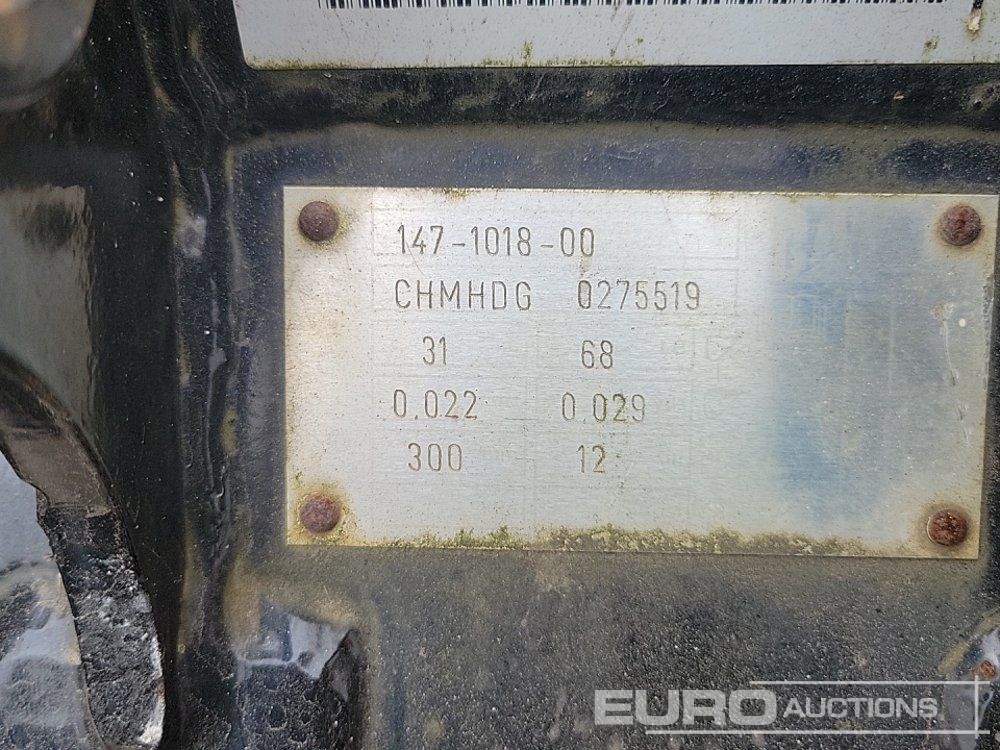 147-1018-00
CHMHDG 0275519
31 68
0.022 0.029
300 12
EURO AUCTIONS